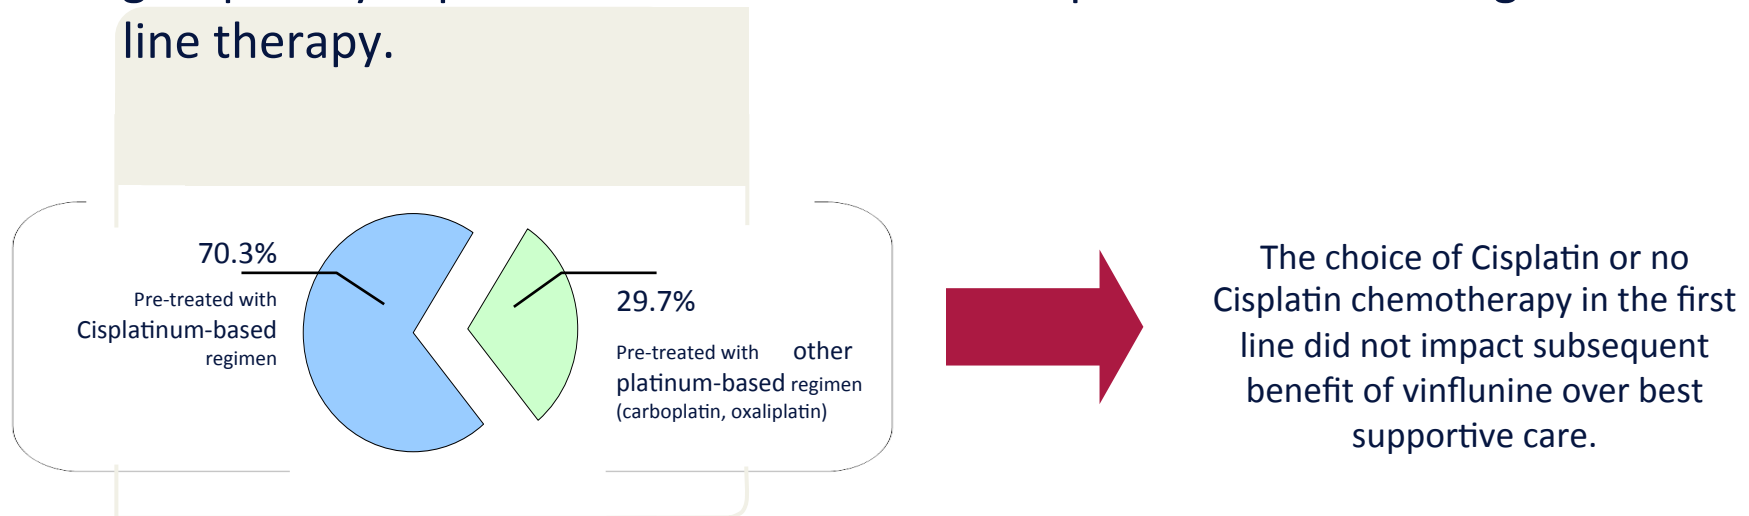 line therapy.
70.3%
Pre-treated with
Cisplatinum-based
regimen
29.7%
Pre-treated with other
platinum-based regimen
(carboplatin, oxaliplatin)
The choice of Cisplatin or no
Cisplatin chemotherapy in the first
line did not impact subsequent
benefit of vinflunine over best
supportive care.